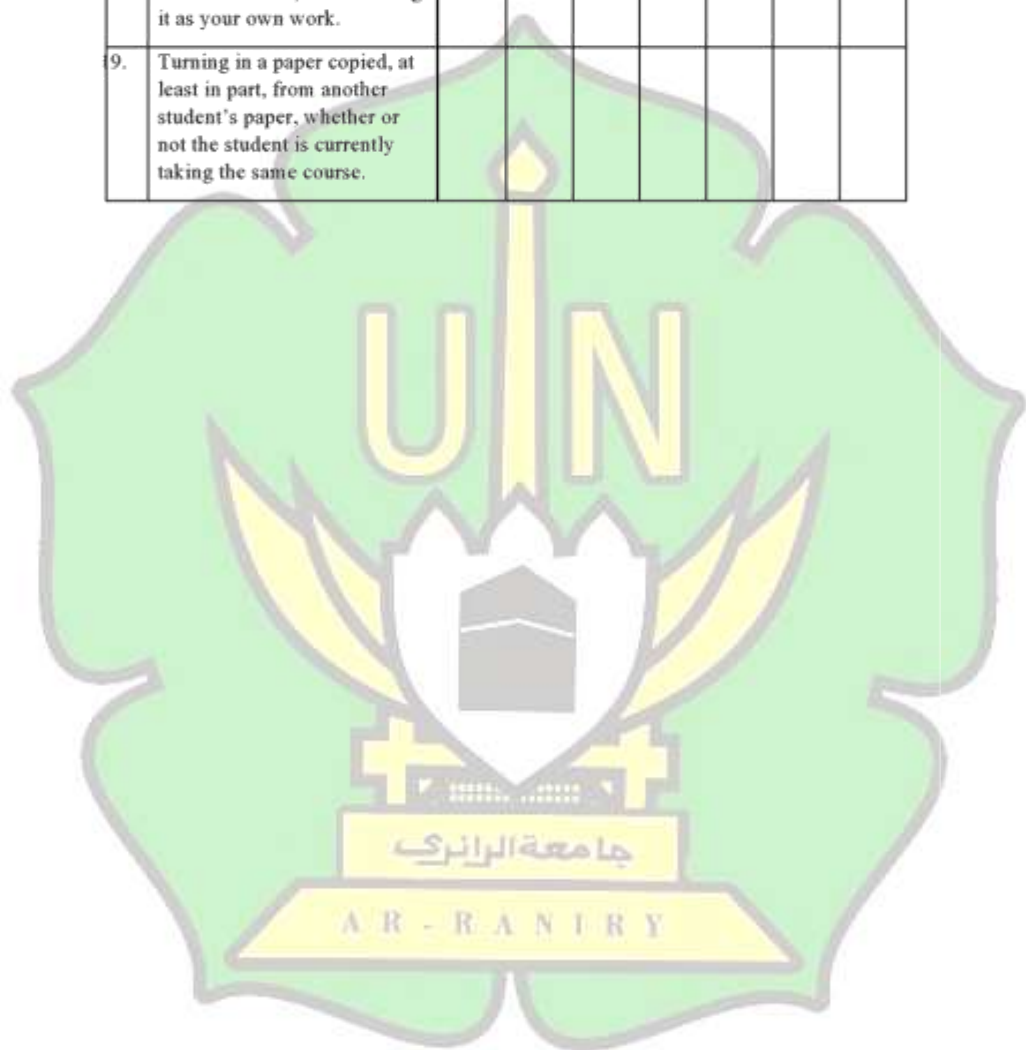 it as your own work.
9. Turning in a paper copied, at
least in part, from another
student's paper, whether or
not the student is currently
taking the same course.
UIN
جامعة الرانري
AR - RANIRY